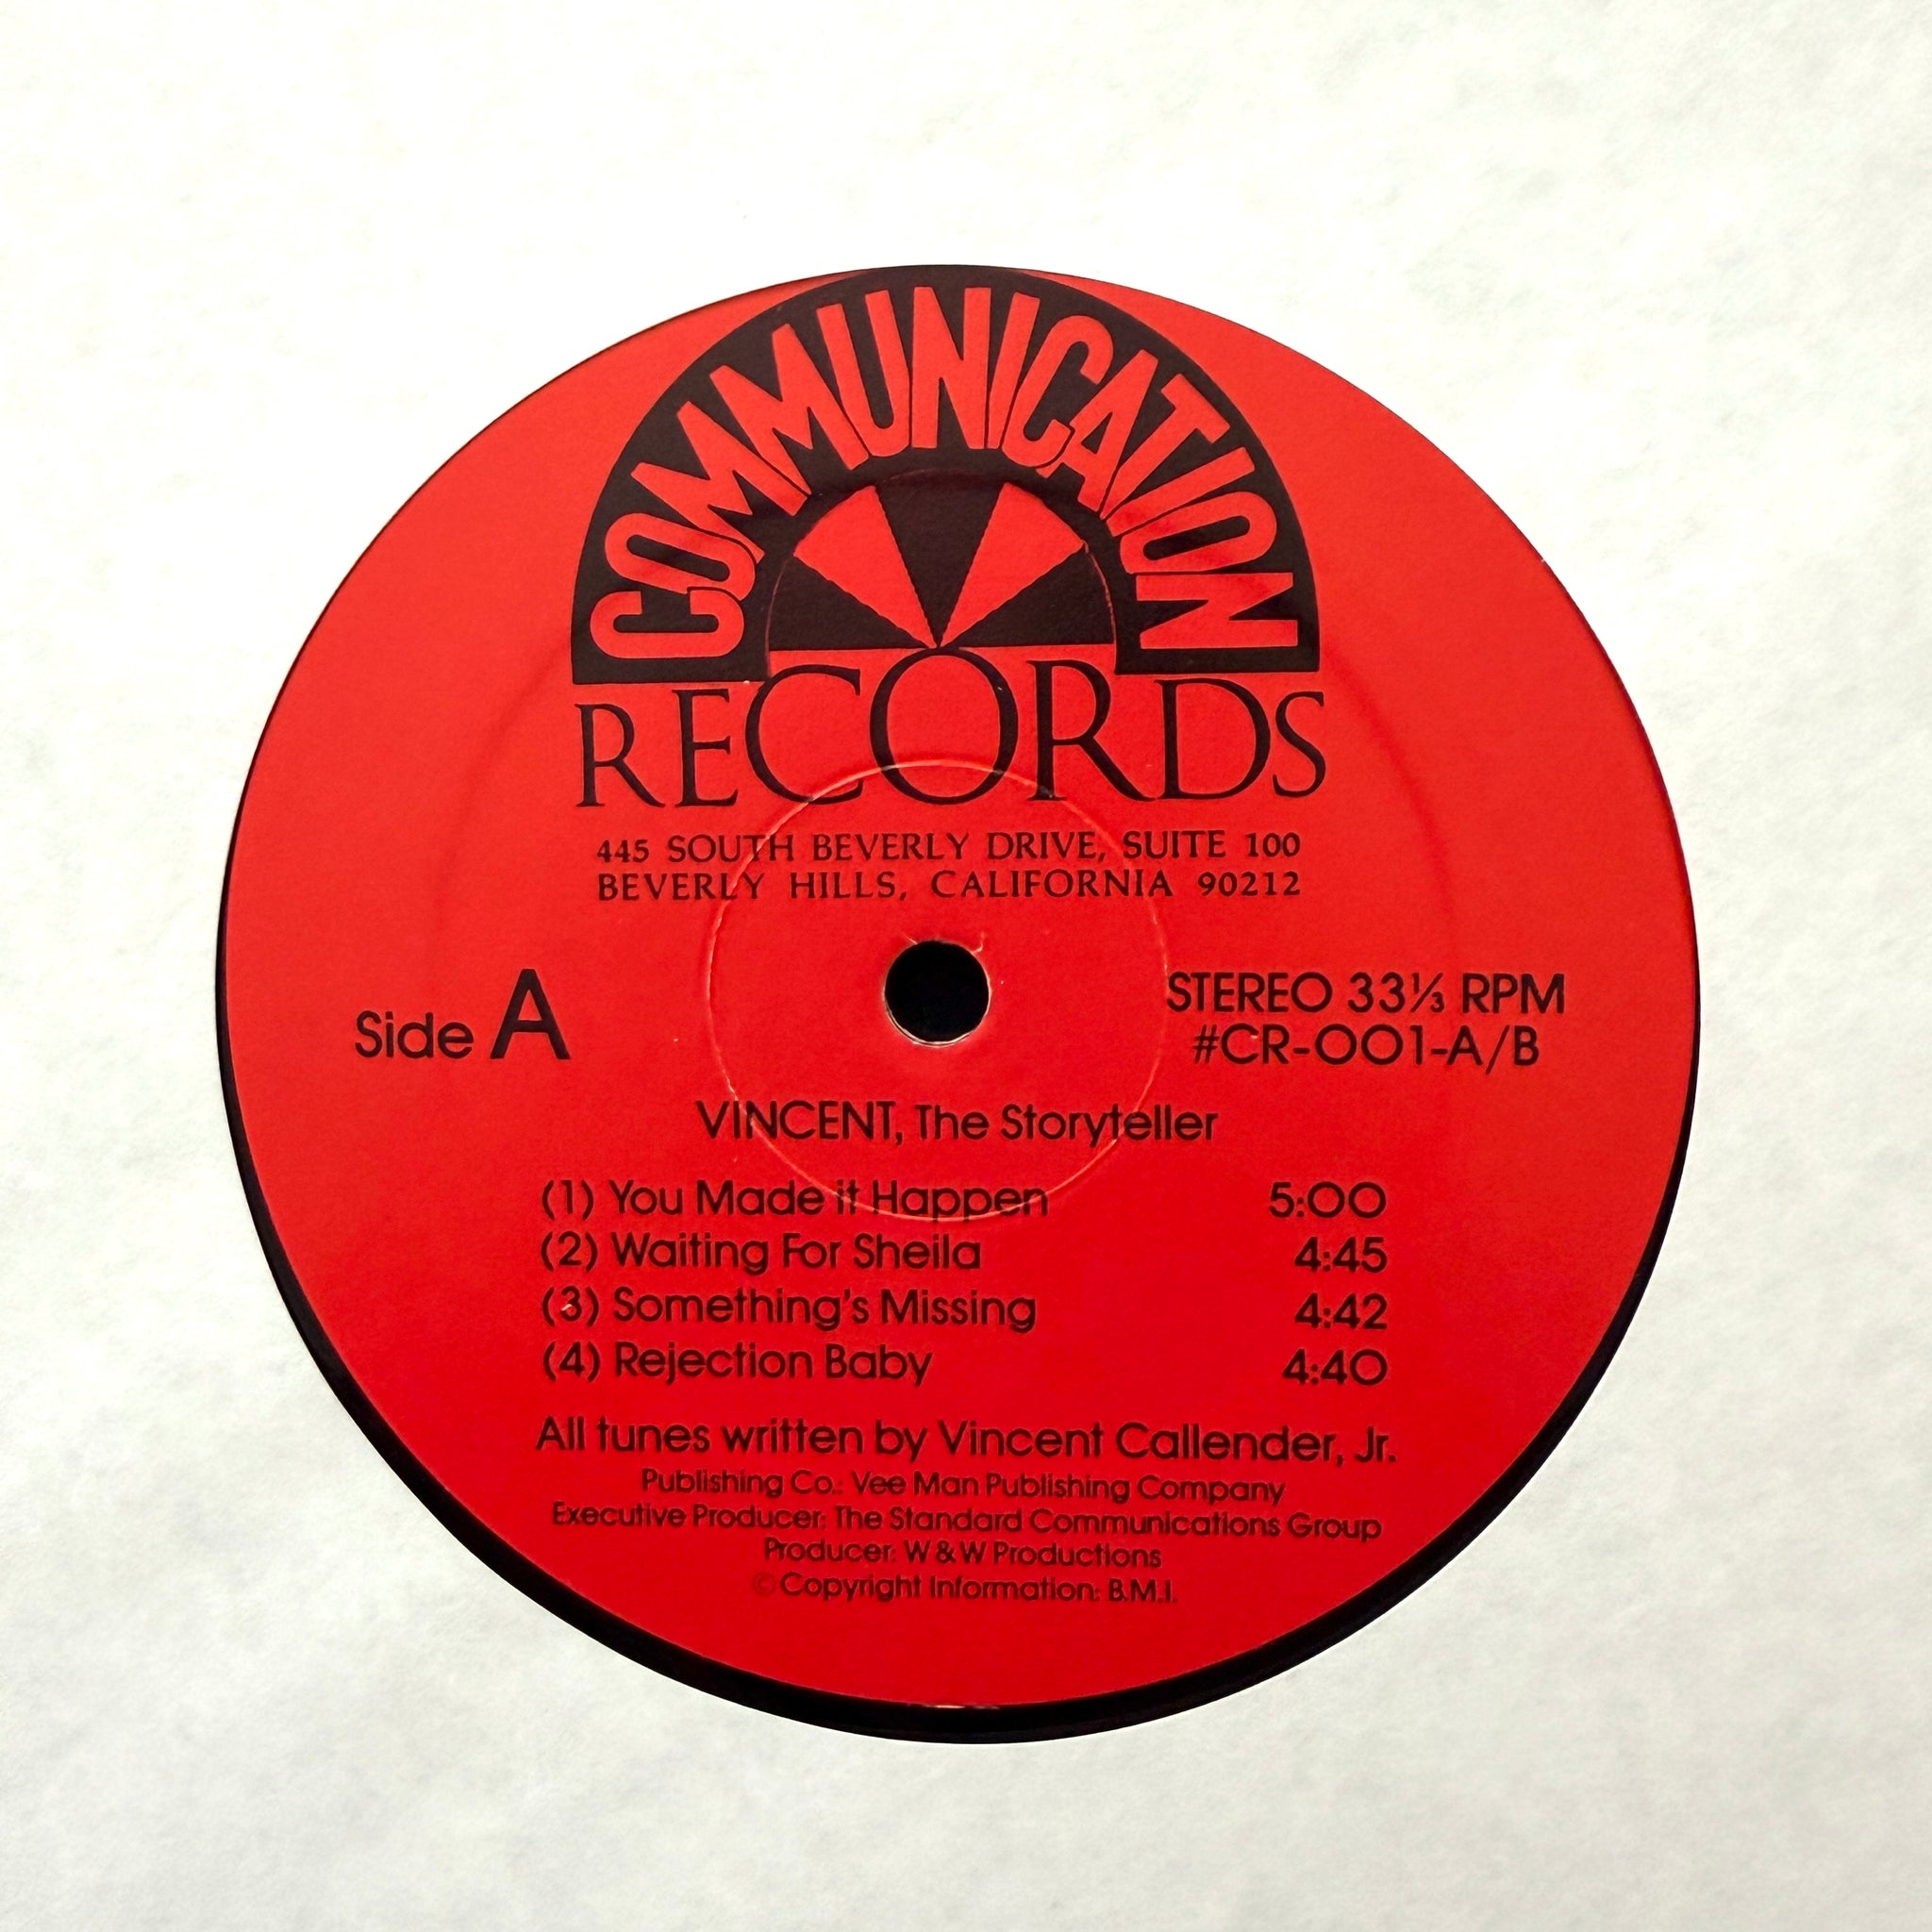 COMMUNICATION
RECORDS
445 SOUTH BEVERLY DRIVE, SUITE 100
BEVERLY HILLS, CALIFORNIA 90212
Side A
STEREO 33⅓ RPM
#CR-001-A/B
VINCENT, The Storyteller
(1) You Made it Happen 5:00
(2) Waiting For Sheila 4:45
(3) Something's Missing 4:42
(4) Rejection Baby 4:40
All tunes written by Vincent Callender, Jr.
Publishing Co.: Vee Man Publishing Company
Executive Producer: The Standard Communications Group
Producer: W & W Productions
© Copyright Information: B.M.I.